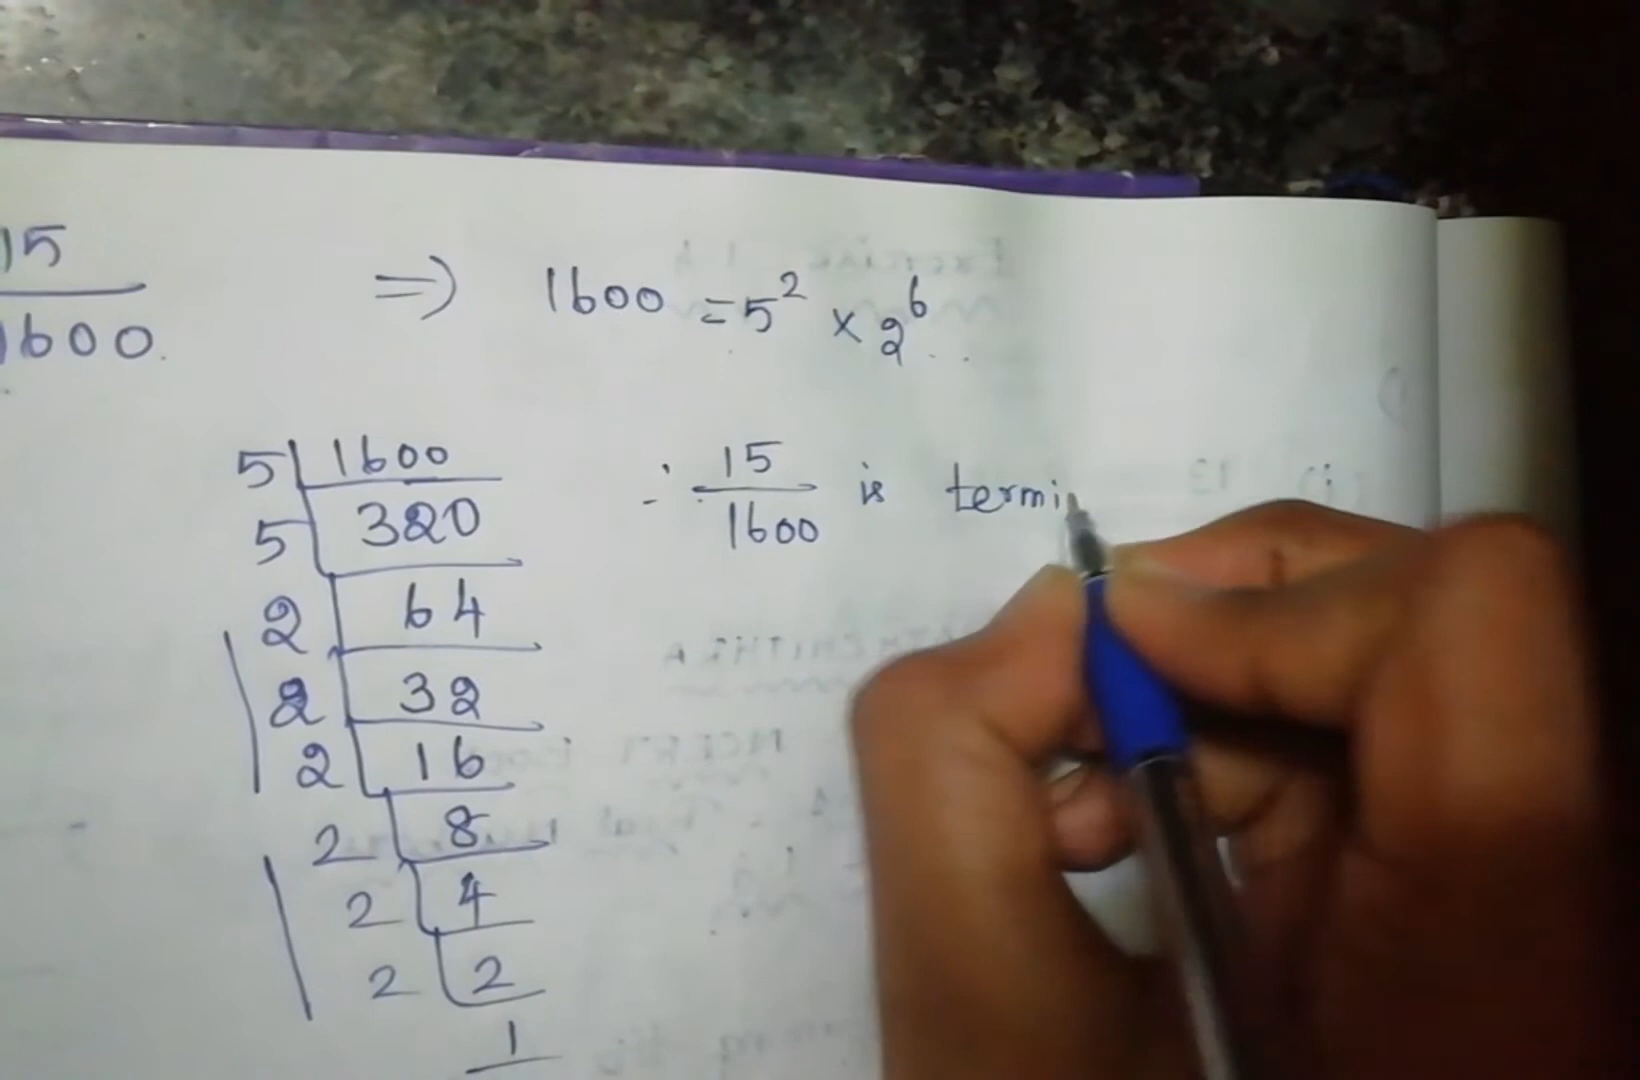 15/1600 ⇒ 1600 = 5² × 2⁶
5 | 1600
5 | 320
2 | 64
2 | 32
2 | 16
2 | 8
2 | 4
2 | 2
1
∴ 15/1600 is termi